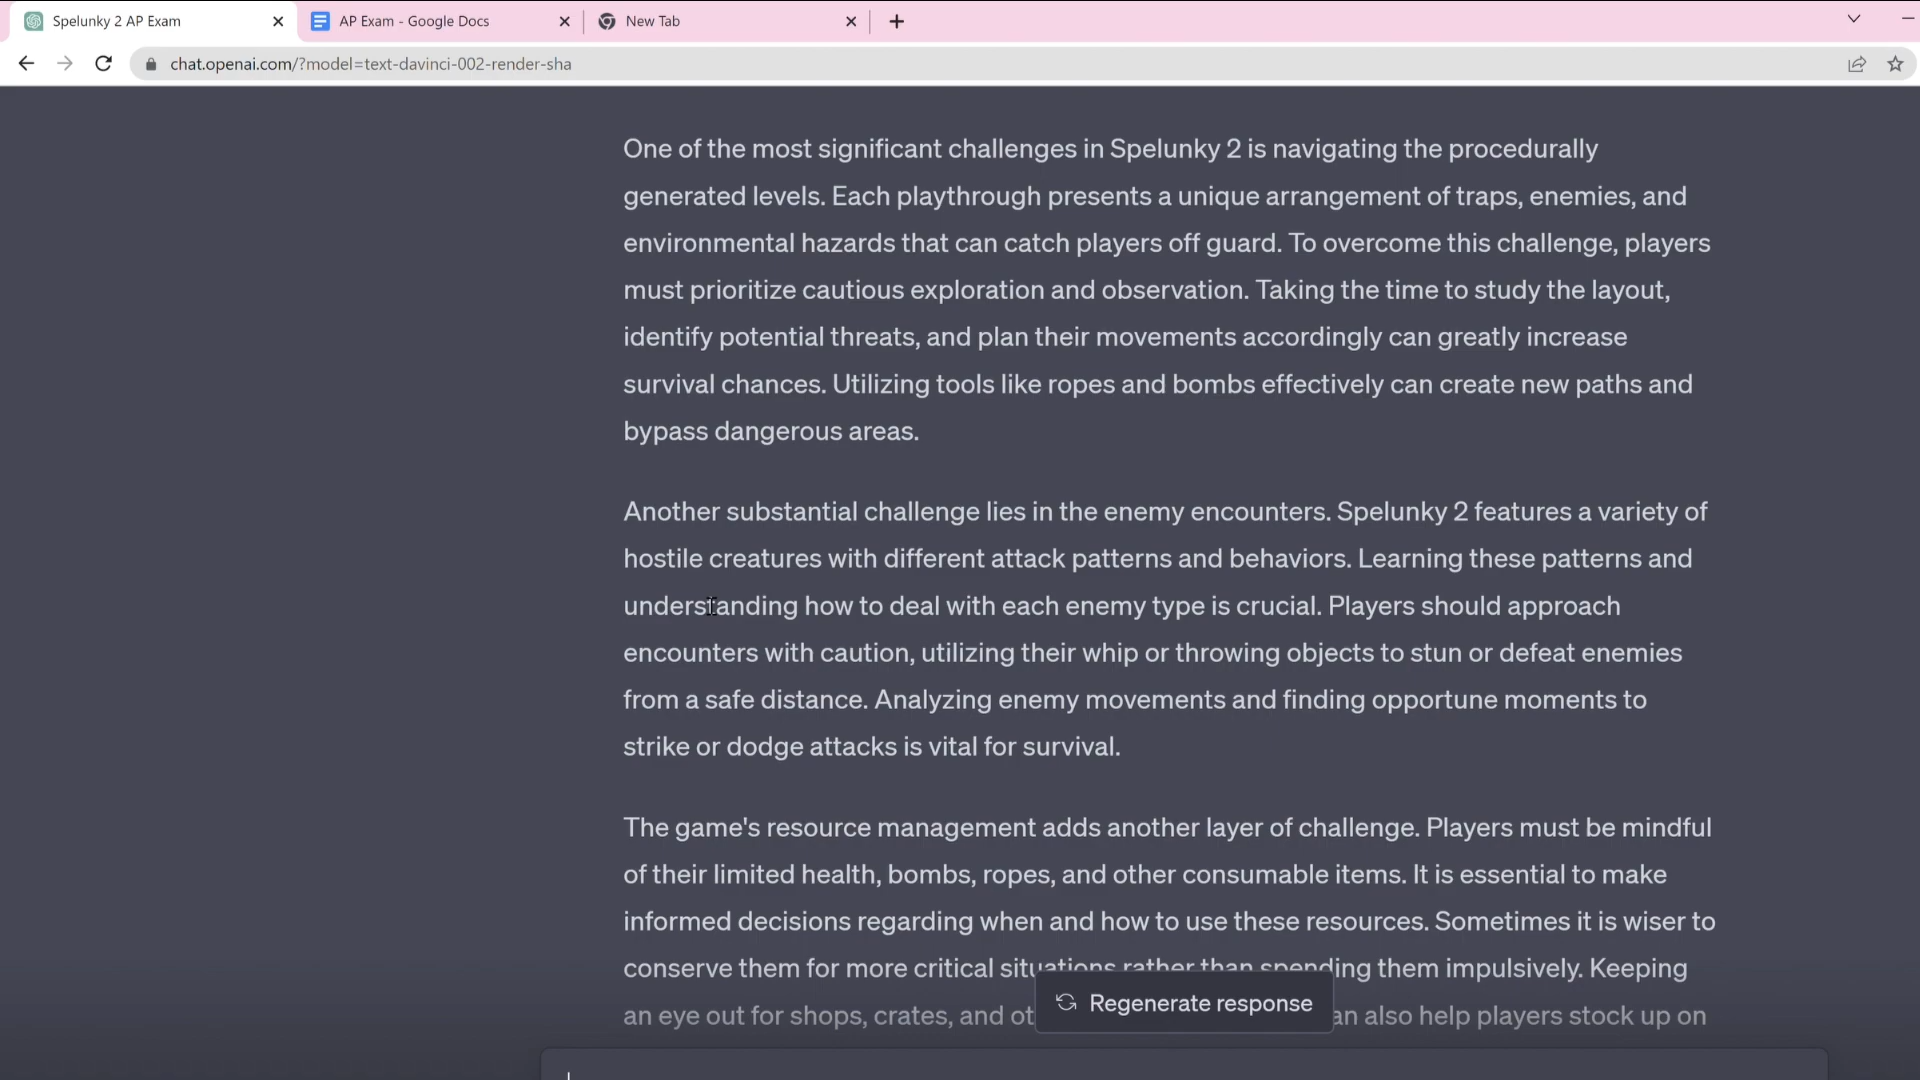 Spelunky 2 AP Exam
AP Exam - Google Docs
New Tab
chat.openai.com/?model=text-davinci-002-render-sha
One of the most significant challenges in Spelunky 2 is navigating the procedurally
generated levels. Each playthrough presents a unique arrangement of traps, enemies, and
environmental hazards that can catch players off guard. To overcome this challenge, players
must prioritize cautious exploration and observation. Taking the time to study the layout,
identify potential threats, and plan their movements accordingly can greatly increase
survival chances. Utilizing tools like ropes and bombs effectively can create new paths and
bypass dangerous areas.
Another substantial challenge lies in the enemy encounters. Spelunky 2 features a variety of
hostile creatures with different attack patterns and behaviors. Learning these patterns and
understanding how to deal with each enemy type is crucial. Players should approach
encounters with caution, utilizing their whip or throwing objects to stun or defeat enemies
from a safe distance. Analyzing enemy movements and finding opportune moments to
strike or dodge attacks is vital for survival.
The game's resource management adds another layer of challenge. Players must be mindful
of their limited health, bombs, ropes, and other consumable items. It is essential to make
informed decisions regarding when and how to use these resources. Sometimes it is wiser to
conserve them for more critical situations rather than spending them impulsively. Keeping
an eye out for shops, crates, and also help players stock up on
Regenerate response